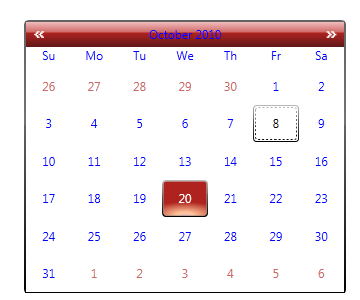 « October 2010 »
Su Mo Tu We Th Fr Sa
26 27 28 29 30 1 2
3 4 5 6 7 8 9
10 11 12 13 14 15 16
17 18 19 20 21 22 23
24 25 26 27 28 29 30
31 1 2 3 4 5 6